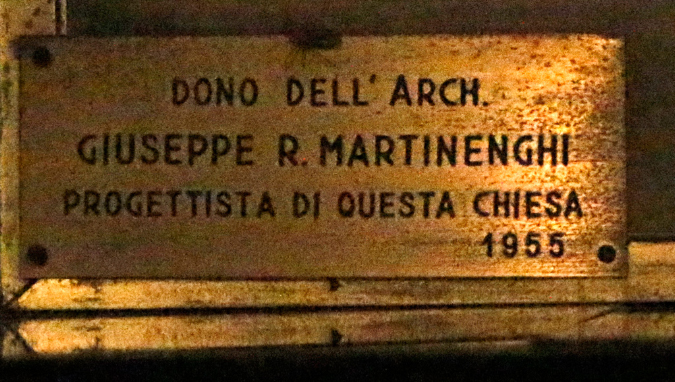 DONO DELL' ARCH.
GIUSEPPE R. MARTINENGHI
PROGETTISTA DI QUESTA CHIESA
1955